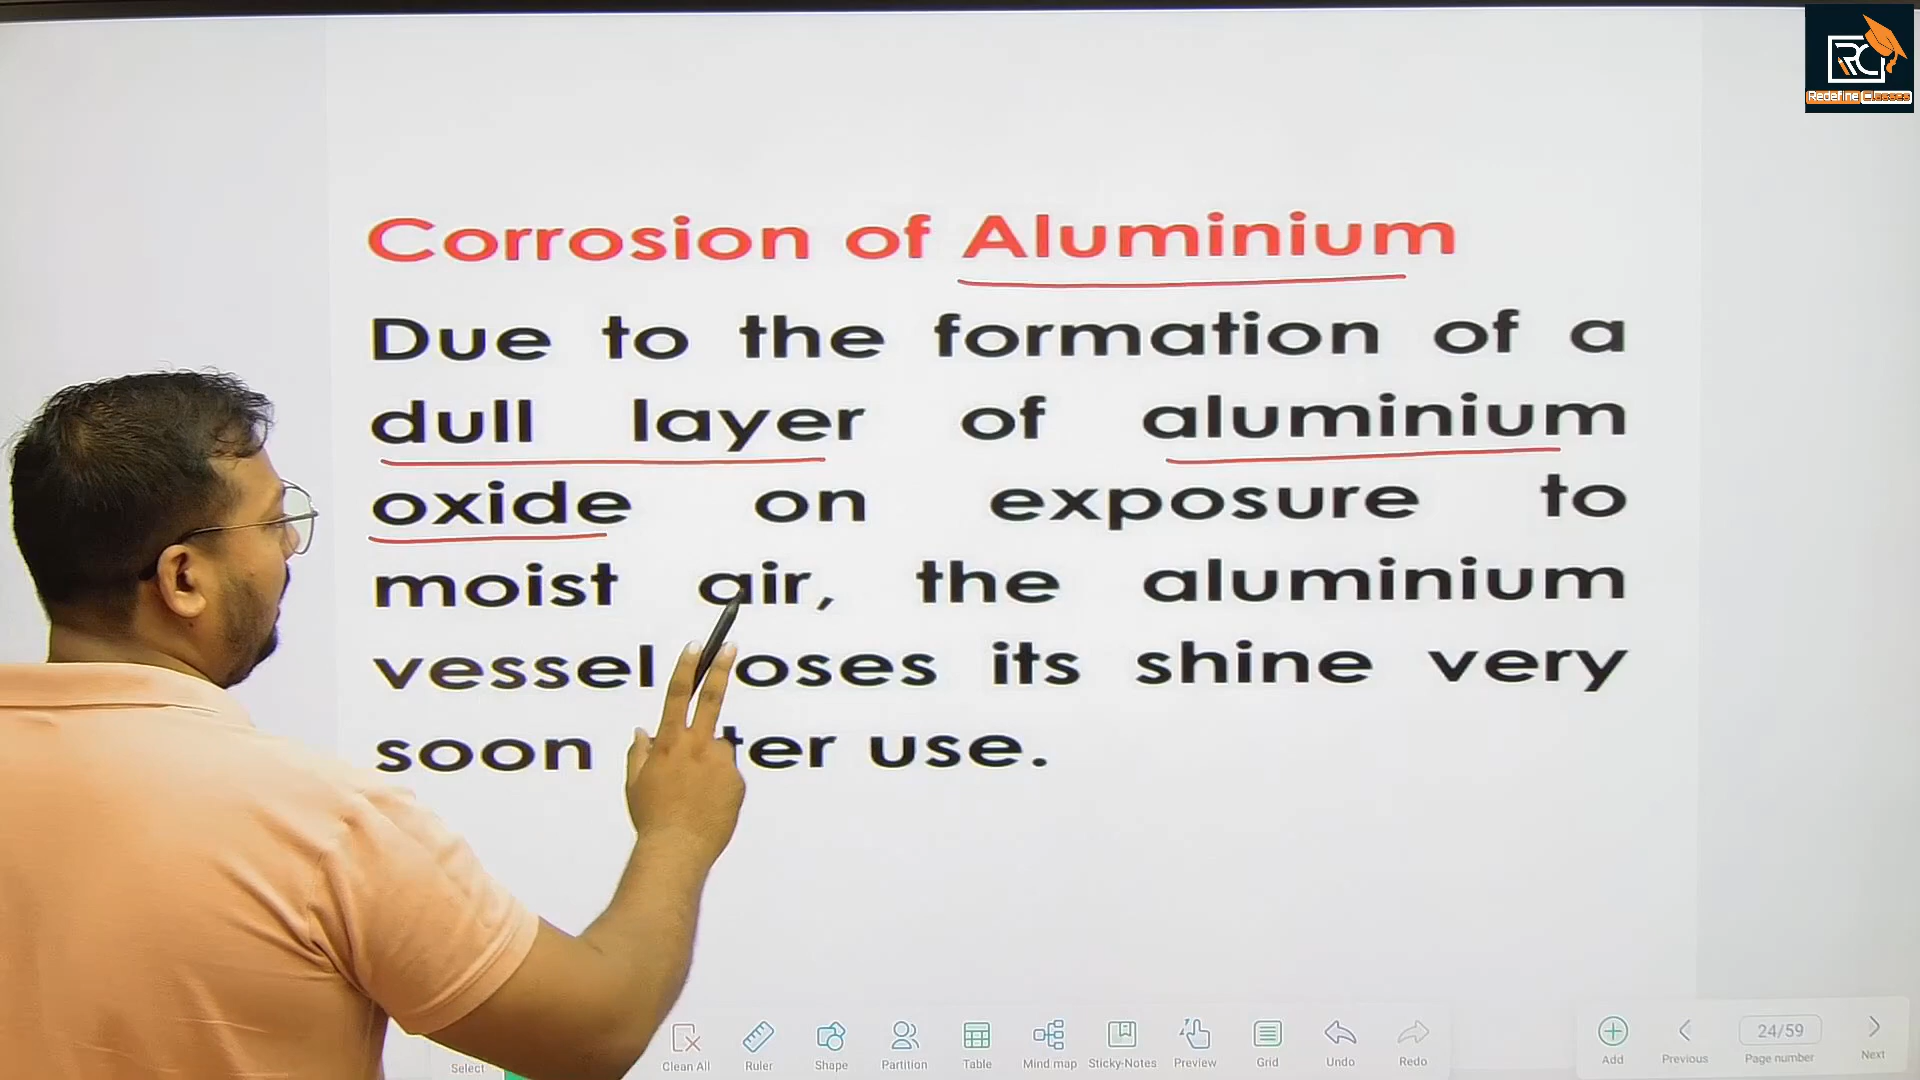 RC
Redefine Classes
Corrosion of Aluminium
Due to the formation of a
dull layer of aluminium
oxide on exposure to
moist air, the aluminium
vessel oses its shine very
soon ter use.
Select
Clean All
Ruler
Shape
Partition
Table
Mind map
Sticky-Notes
Preview
Grid
Undo
Redo
Add
Previous
24/59
Page number
Next